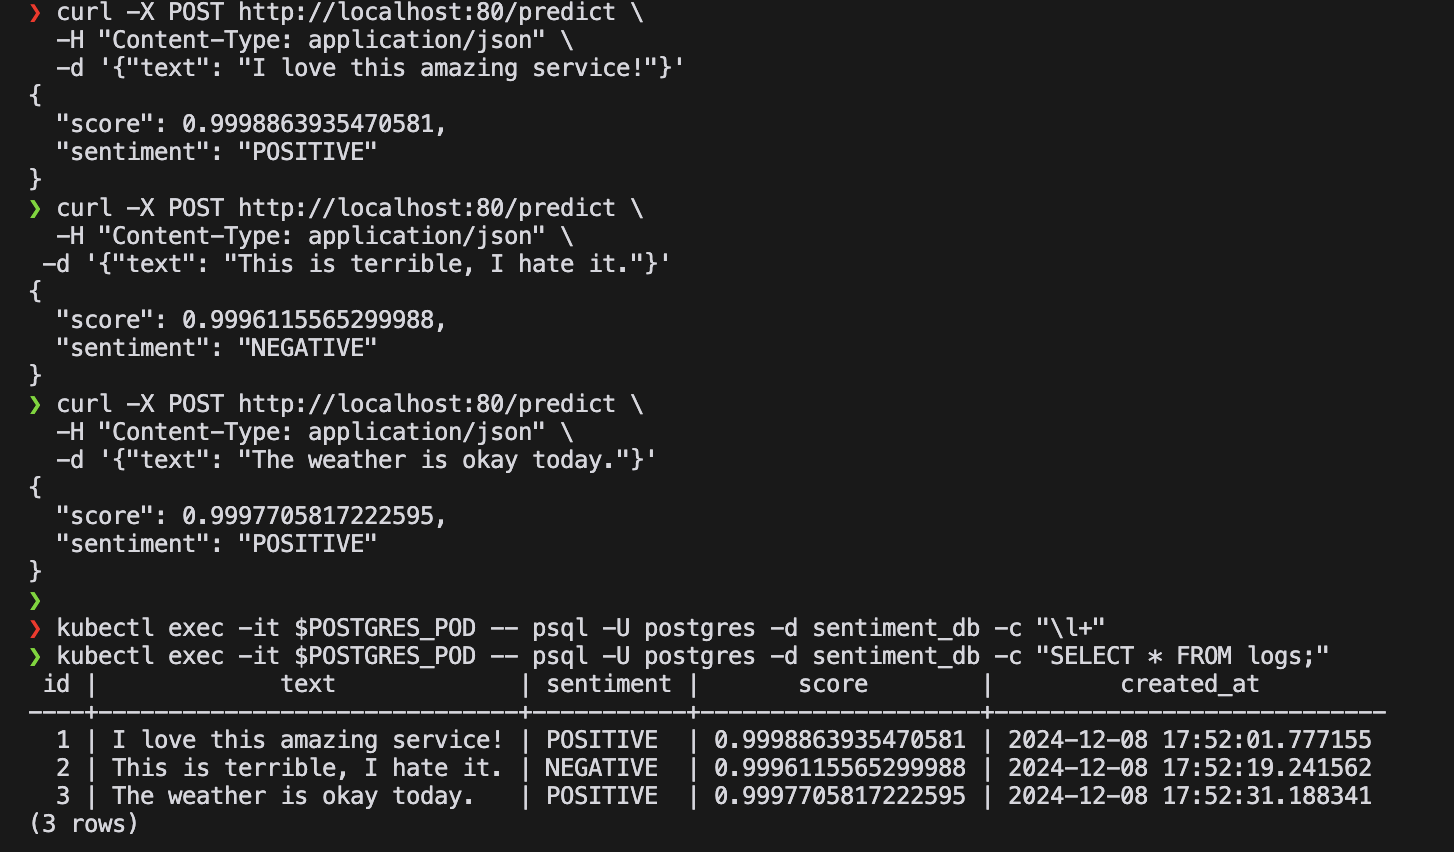 ❯ curl -X POST http://localhost:80/predict \
  -H "Content-Type: application/json" \
  -d '{"text": "I love this amazing service!"}'
{
  "score": 0.9998863935470581,
  "sentiment": "POSITIVE"
}
❯ curl -X POST http://localhost:80/predict \
  -H "Content-Type: application/json" \
 -d '{"text": "This is terrible, I hate it."}'
{
  "score": 0.9996115565299988,
  "sentiment": "NEGATIVE"
}
❯ curl -X POST http://localhost:80/predict \
  -H "Content-Type: application/json" \
  -d '{"text": "The weather is okay today."}'
{
  "score": 0.9997705817222595,
  "sentiment": "POSITIVE"
}
❯
❯ kubectl exec -it $POSTGRES_POD -- psql -U postgres -d sentiment_db -c "\l+"
❯ kubectl exec -it $POSTGRES_POD -- psql -U postgres -d sentiment_db -c "SELECT * FROM logs;"
 id |             text             | sentiment |       score        |         created_at
----+------------------------------+-----------+--------------------+----------------------------
  1 | I love this amazing service! | POSITIVE  | 0.9998863935470581 | 2024-12-08 17:52:01.777155
  2 | This is terrible, I hate it. | NEGATIVE  | 0.9996115565299988 | 2024-12-08 17:52:19.241562
  3 | The weather is okay today.   | POSITIVE  | 0.9997705817222595 | 2024-12-08 17:52:31.188341
(3 rows)